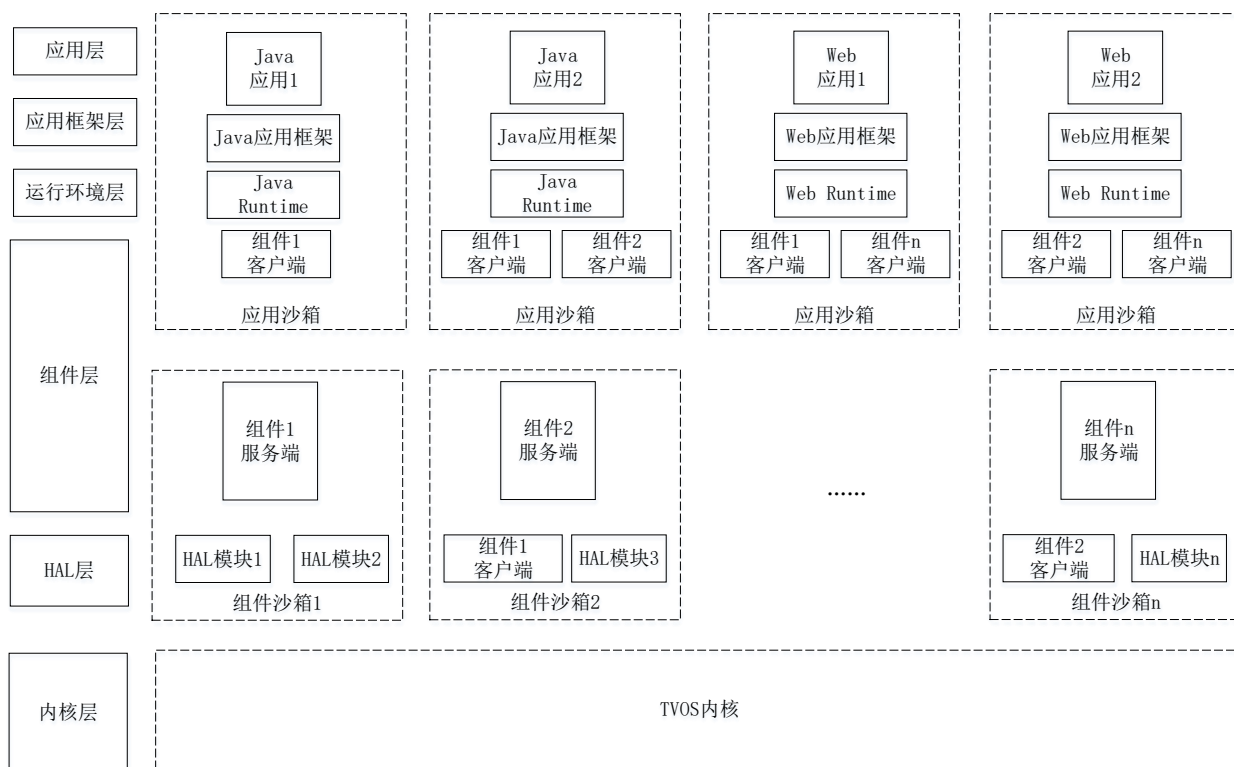 应用层
Java
应用1
Java
应用2
Web
应用1
Web
应用2
应用框架层
Java应用框架
Java应用框架
Web应用框架
Web应用框架
运行环境层
Java
Runtime
Java
Runtime
Web Runtime
Web Runtime
组件1
客户端
组件1
客户端
组件2
客户端
组件1
客户端
组件n
客户端
组件2
客户端
组件n
客户端
应用沙箱
应用沙箱
应用沙箱
应用沙箱
组件层
组件1
服务端
组件2
服务端
......
组件n
服务端
HAL层
HAL模块1
HAL模块2
组件1
客户端
HAL模块3
组件2
客户端
HAL模块n
组件沙箱1
组件沙箱2
组件沙箱n
内核层
TVOS内核